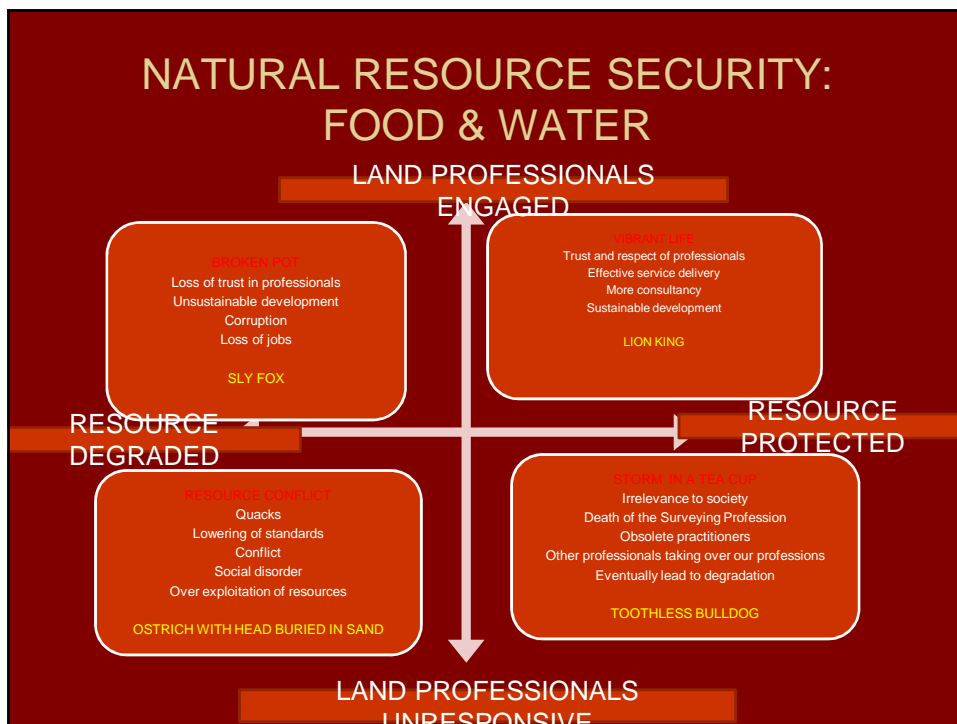 NATURAL RESOURCE SECURITY:
FOOD & WATER
LAND PROFESSIONALS
ENGAGED
BROKEN POT
Loss of trust in professionals
Unsustainable development
Corruption
Loss of jobs
SLY FOX
VIBRANT LIFE
Trust and respect of professionals
Effective service delivery
More consultancy
Sustainable development
LION KING
RESOURCE
DEGRADED
RESOURCE
PROTECTED
RESOURCE CONFLICT
Quacks
Lowering of standards
Conflict
Social disorder
Over exploitation of resources
OSTRICH WITH HEAD BURIED IN SAND
STORM IN A TEA CUP
Irrelevance to society
Death of the Surveying Profession
Obsolete practitioners
Other professionals taking over our professions
Eventually lead to degradation
TOOTHLESS BULLDOG
LAND PROFESSIONALS
UNRESPONSIVE